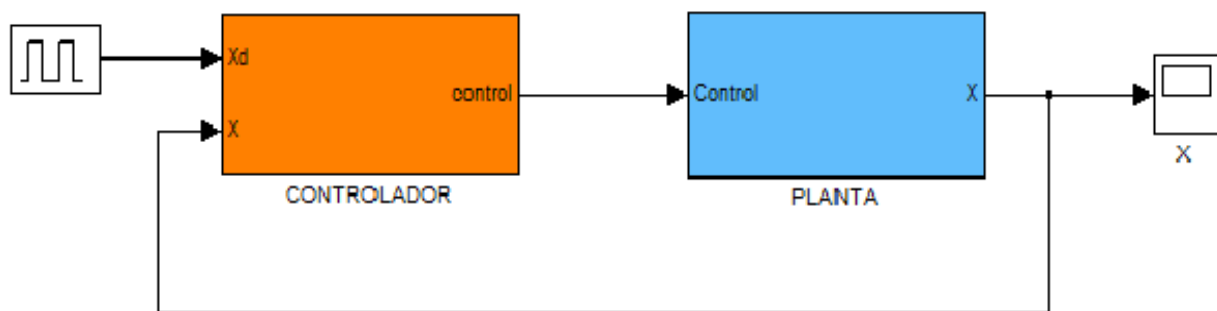 Xd
control
X
CONTROLADOR
Control
X
PLANTA
X